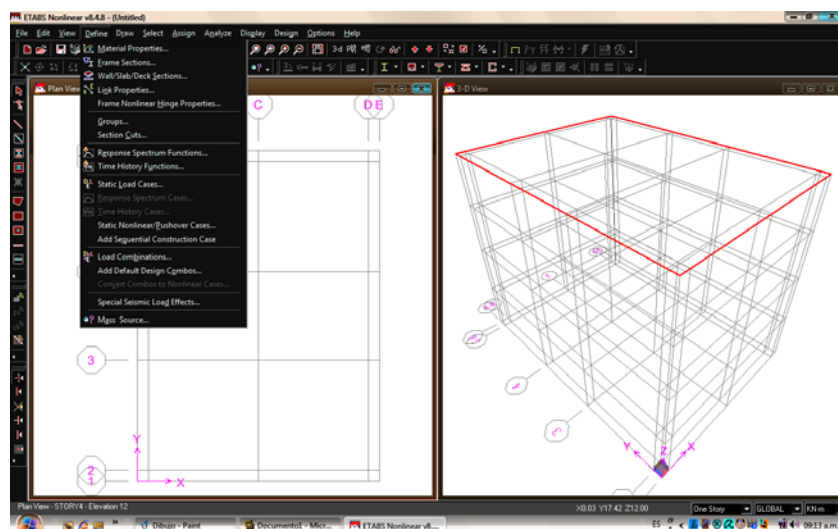 ETABS Nonlinear v8.4.8 - (Untitled)
File Edit View Define Draw Select Assign Analyze Display Design Options Help
Material Properties...
Frame Sections...
Wall/Slab/Deck Sections...
Link Properties...
Frame Nonlinear Hinge Properties...
Groups...
Section Cuts...
Response Spectrum Functions...
Time History Functions...
Static Load Cases...
Response Spectrum Cases...
Time History Cases...
Static Nonlinear/Pushover Cases...
Add Sequential Construction Case
Load Combinations...
Add Default Design Combos...
Convert Combos to Nonlinear Cases...
Special Seismic Load Effects...
Mass Source...
3-d
Plan View
3-D View
C D E
3
2
1
Y
X
Y Z X
Plan View - STORY4 - Elevation 12
X0.03 Y17.42 Z12.00
One Story
GLOBAL
KN-m
Dibujo - Paint
Documento1 - Micr...
ETABS Nonlinear v8....
ES
09:13 a.m.